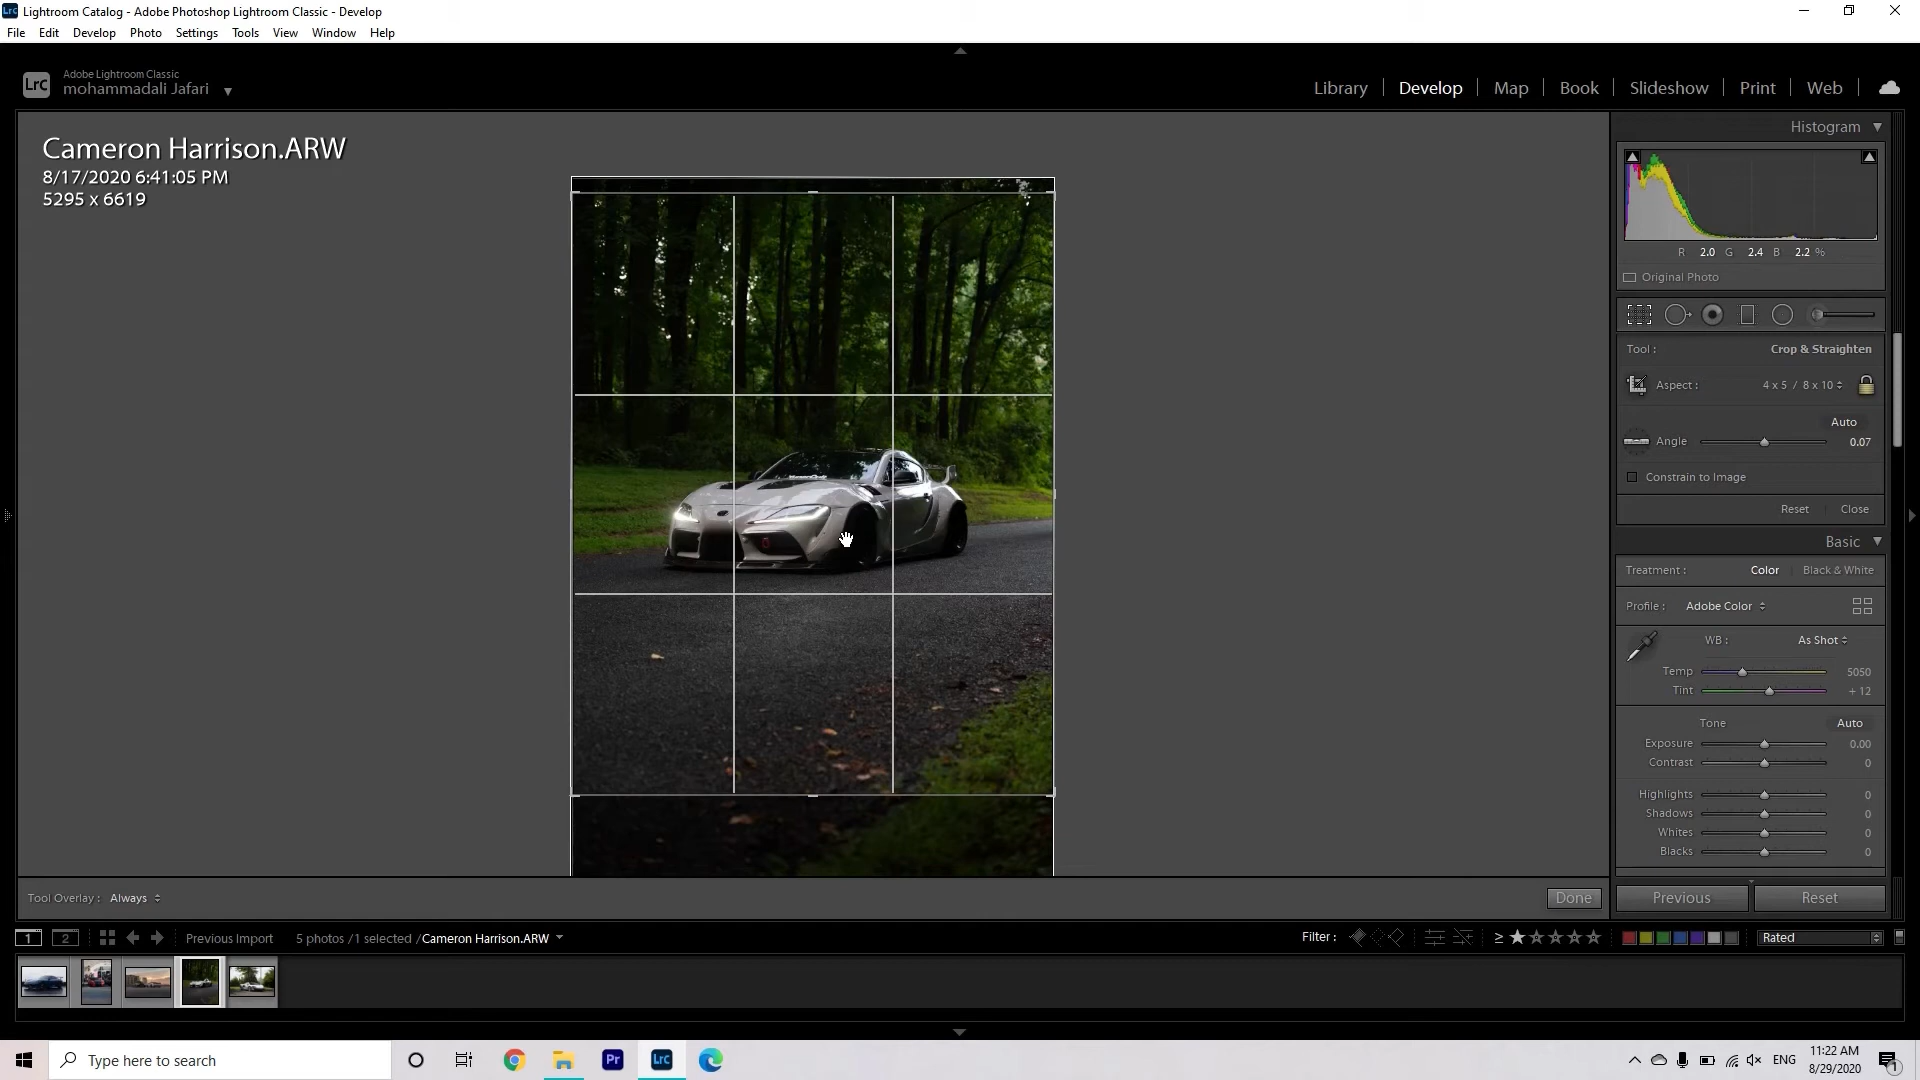 Lrc Lightroom Catalog - Adobe Photoshop Lightroom Classic - Develop
File Edit Develop Photo Settings Tools View Window Help
Lrc Adobe Lightroom Classic
mohammadali Jafari
Library Develop Map Book Slideshow Print Web
Cameron Harrison.ARW
8/17/2020 6:41:05 PM
5295 x 6619
Histogram
R 2.0 G 2.4 B 2.2 %
Original Photo
Tool : Crop & Straighten
Aspect : 4 x 5 / 8 x 10
Auto
Angle 0.07
Constrain to Image
Reset Close
Basic
Treatment : Color Black & White
Profile : Adobe Color
WB : As Shot
Temp 5050
Tint + 12
Tone Auto
Exposure 0.00
Contrast 0
Highlights 0
Shadows 0
Whites 0
Blacks 0
Tool Overlay : Always Done
Previous Reset
1 2 Previous Import 5 photos /1 selected /Cameron Harrison.ARW Filter : ≥ Rated
Type here to search
Pr Lrc
ENG 11:22 AM
8/29/2020 1